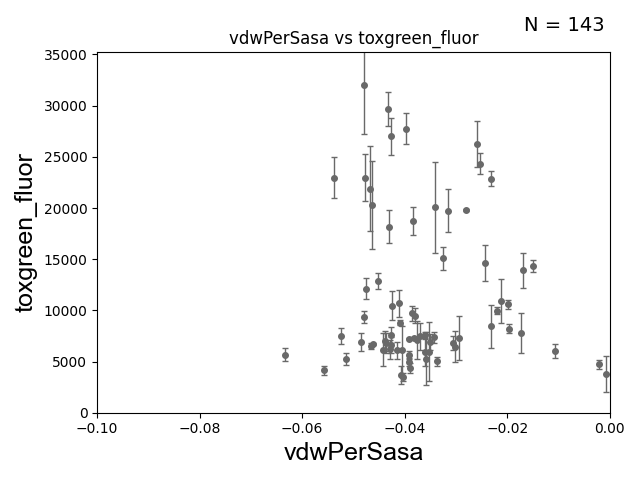 N = 143
vdwPerSasa vs toxgreen_fluor
35000
30000
25000
20000
15000
10000
5000
0
toxgreen_fluor
−0.10 −0.08 −0.06 −0.04 −0.02 0.00
vdwPerSasa